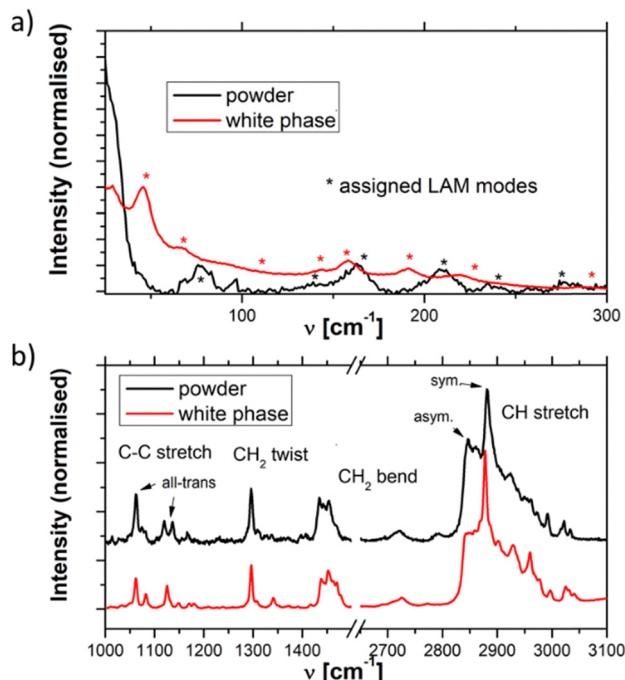 a)
Intensity (normalised)
powder
white phase
* assigned LAM modes
100
200
300
ν [cm⁻¹]
b)
Intensity (normalised)
powder
white phase
sym.
asym.
CH stretch
C-C stretch
CH₂ twist
CH₂ bend
all-trans
1000 1100 1200 1300 1400 2700 2800 2900 3000 3100
ν [cm⁻¹]